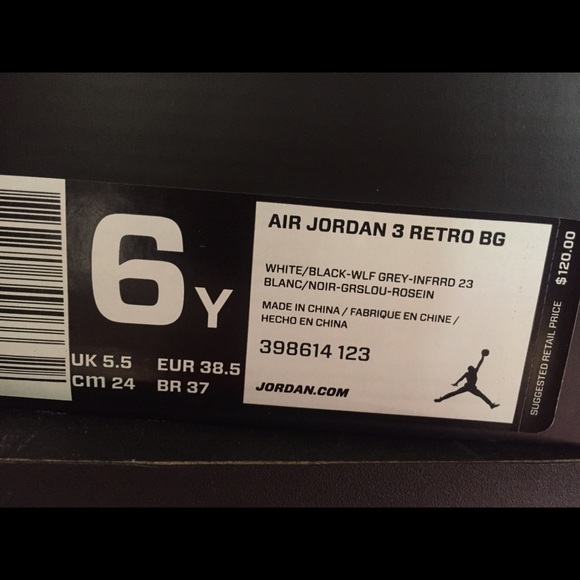 6Y
UK 5.5 EUR 38.5
cm 24 BR 37
AIR JORDAN 3 RETRO BG
WHITE/BLACK-WLF GREY-INFRRD 23
BLANC/NOIR-GRSLOU-ROSEIN
MADE IN CHINA / FABRIQUE EN CHINE /
HECHO EN CHINA
398614 123
JORDAN.COM
SUGGESTED RETAIL PRICE $120.00